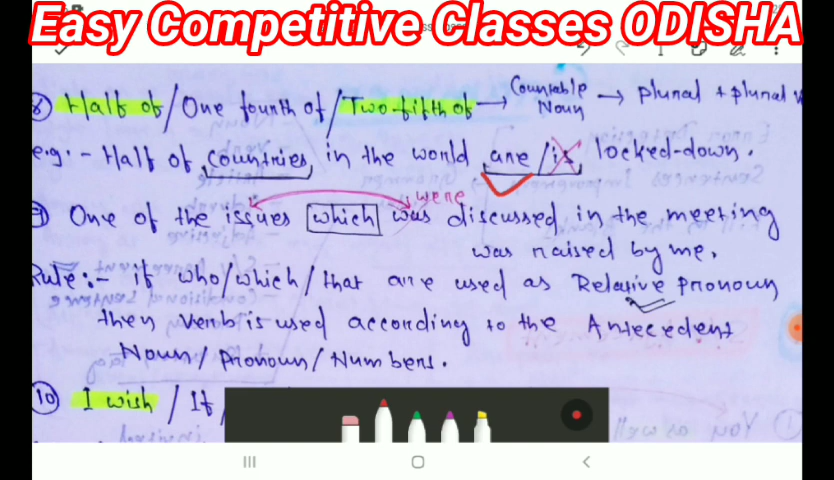 Easy Competitive Classes ODISHA
8) Half of / One fourth of / Two fifth of → Countable Noun → plural + plural v
e.g:- Half of countries in the world are / is locked-down.
were
9) One of the issues which was discussed in the meeting
was raised by me.
Rule:- if who/which/that are used as Relative pronoun
then verb is used according to the Antecedent
Noun / pronoun / Numbers.
10) I wish / If